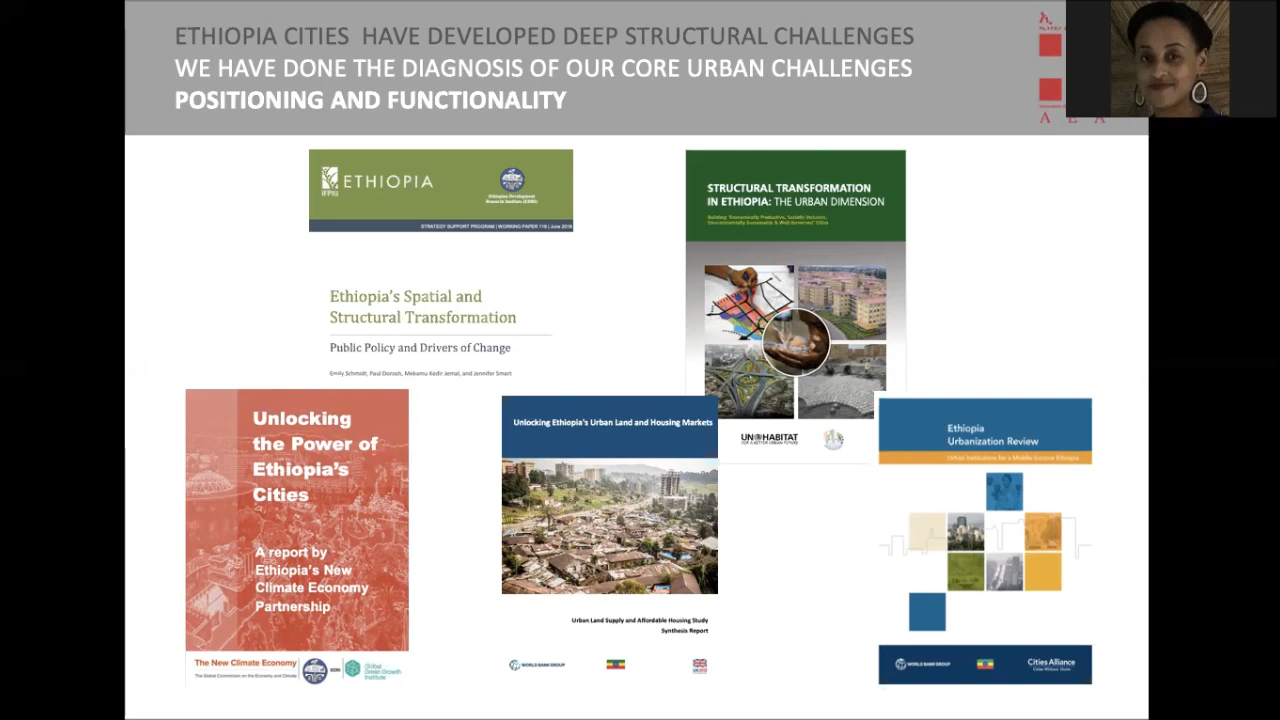 ETHIOPIA CITIES HAVE DEVELOPED DEEP STRUCTURAL CHALLENGES
WE HAVE DONE THE DIAGNOSIS OF OUR CORE URBAN CHALLENGES
POSITIONING AND FUNCTIONALITY
A E A
IFPRI
ETHIOPIA
Ethiopian Development
Research Institute (EDRI)
STRATEGY SUPPORT PROGRAM | WORKING PAPER 119 | June 2018
Ethiopia's Spatial and
Structural Transformation
Public Policy and Drivers of Change
Emily Schmidt, Paul Dorosh, Mekamu Kedir Jemal, and Jennifer Smart
STRUCTURAL TRANSFORMATION
IN ETHIOPIA: THE URBAN DIMENSION
Building 'Economically Productive, Socially Inclusive,
Environmentally Sustainable & Well Governed' Cities
UN HABITAT
FOR A BETTER URBAN FUTURE
Unlocking
the Power of
Ethiopia's
Cities
A report by
Ethiopia's New
Climate Economy
Partnership
The New Climate Economy
The Global Commission on the Economy and Climate
EDRI
Global
Green Growth
Institute
Unlocking Ethiopia's Urban Land and Housing Markets
Urban Land Supply and Affordable Housing Study
Synthesis Report
WORLD BANK GROUP
UKaid
Ethiopia
Urbanization Review
Urban Institutions for a Middle-Income Ethiopia
WORLD BANK GROUP
Cities Alliance
Cities Without Slums